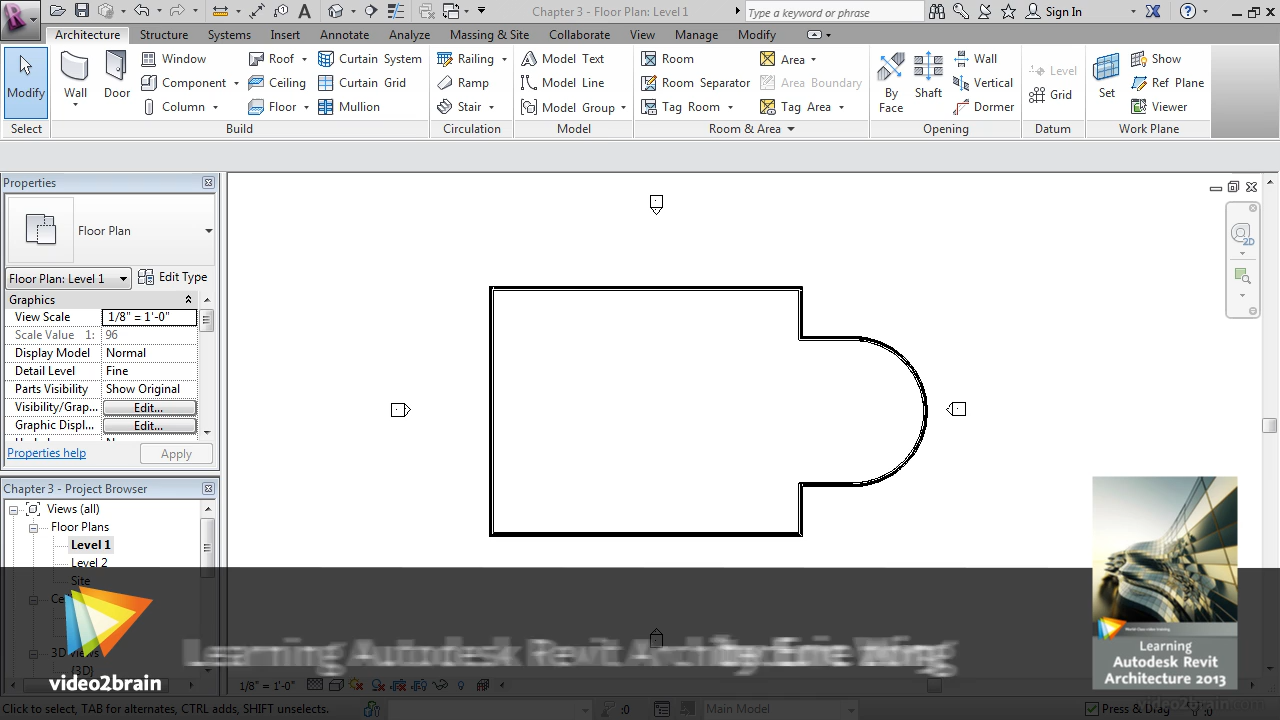 Chapter 3 - Floor Plan: Level 1
Type a keyword or phrase
Sign In
Architecture
Structure
Systems
Insert
Annotate
Analyze
Massing & Site
Collaborate
View
Manage
Modify
Modify
Wall
Door
Window
Component
Column
Roof
Ceiling
Floor
Curtain System
Curtain Grid
Mullion
Railing
Ramp
Stair
Model Text
Model Line
Model Group
Room
Room Separator
Tag Room
Area
Area Boundary
Tag Area
By Face
Shaft
Wall
Vertical
Dormer
Level
Grid
Set
Show
Ref Plane
Viewer
Select
Build
Circulation
Model
Room & Area
Opening
Datum
Work Plane
Properties
Floor Plan
Floor Plan: Level 1
Edit Type
Graphics
View Scale 1/8" = 1'-0"
Scale Value 1: 96
Display Model Normal
Detail Level Fine
Parts Visibility Show Original
Visibility/Grap... Edit...
Graphic Displ... Edit...
Properties help
Apply
Chapter 3 - Project Browser
Views (all)
Floor Plans
Level 1
Level 2
Site
3D
{3D}
video2brain
Learning Autodesk Revit
Learning
Autodesk Revit
Architecture 2013
1/8" = 1'-0"
Click to select, TAB for alternates, CTRL adds, SHIFT unselects.
:0
Main Model
Press & Drag
:0
2D